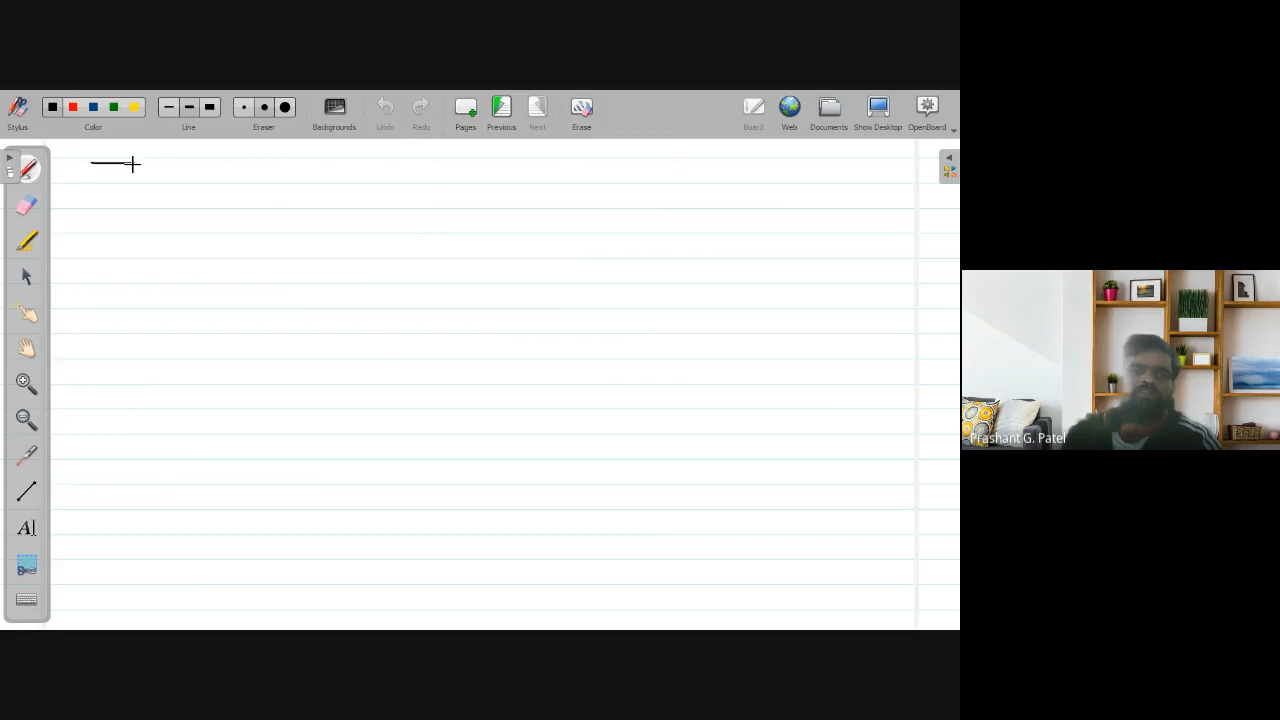 Stylus Color Line Eraser Backgrounds Undo Redo Pages Previous Next Erase Board Web Documents Show Desktop OpenBoard
A
Prashant G. Patel